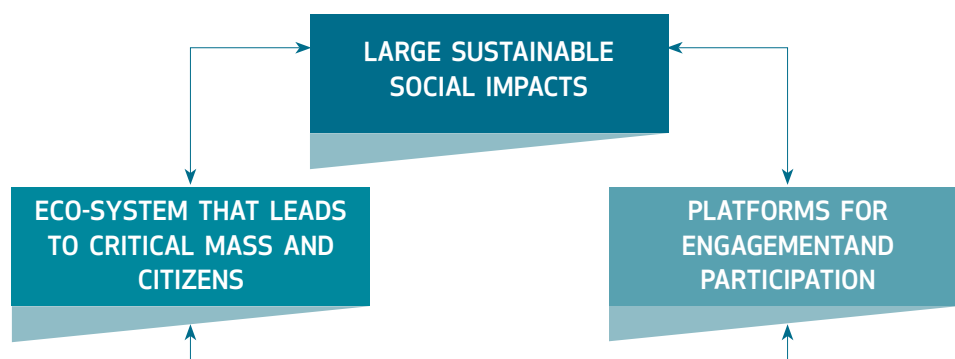 LARGE SUSTAINABLE
SOCIAL IMPACTS
ECO-SYSTEM THAT LEADS
TO CRITICAL MASS AND
CITIZENS
PLATFORMS FOR
ENGAGEMENTAND
PARTICIPATION